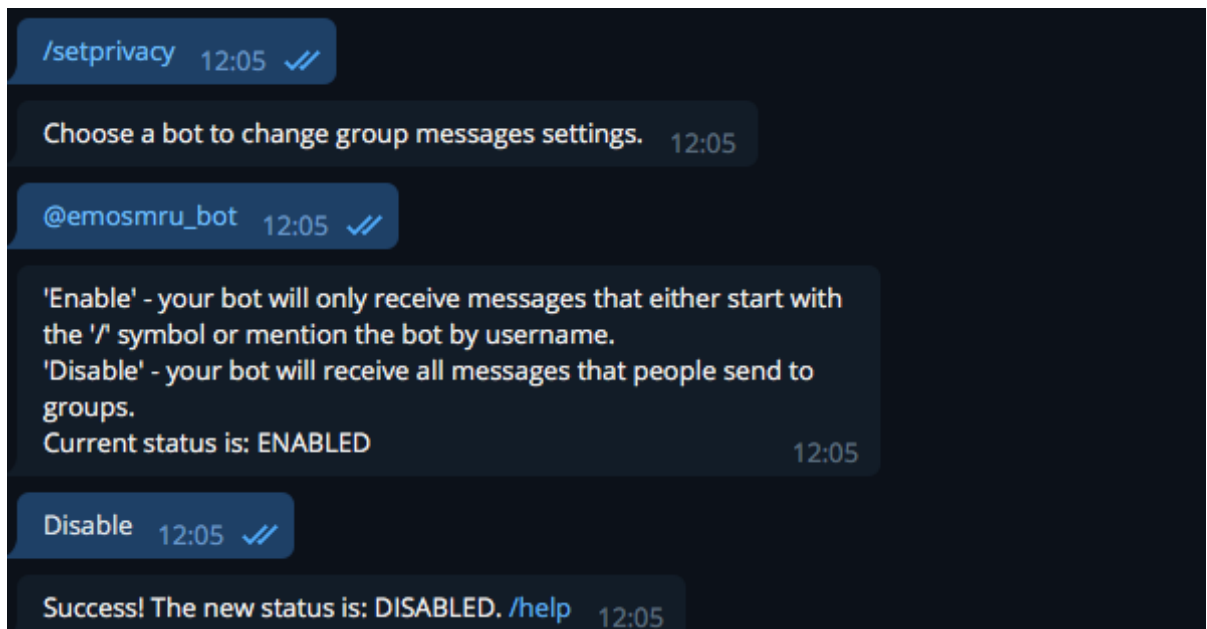 /setprivacy 12:05
Choose a bot to change group messages settings. 12:05
@emosmru_bot 12:05
'Enable' - your bot will only receive messages that either start with
the '/' symbol or mention the bot by username.
'Disable' - your bot will receive all messages that people send to
groups.
Current status is: ENABLED 12:05
Disable 12:05
Success! The new status is: DISABLED. /help 12:05